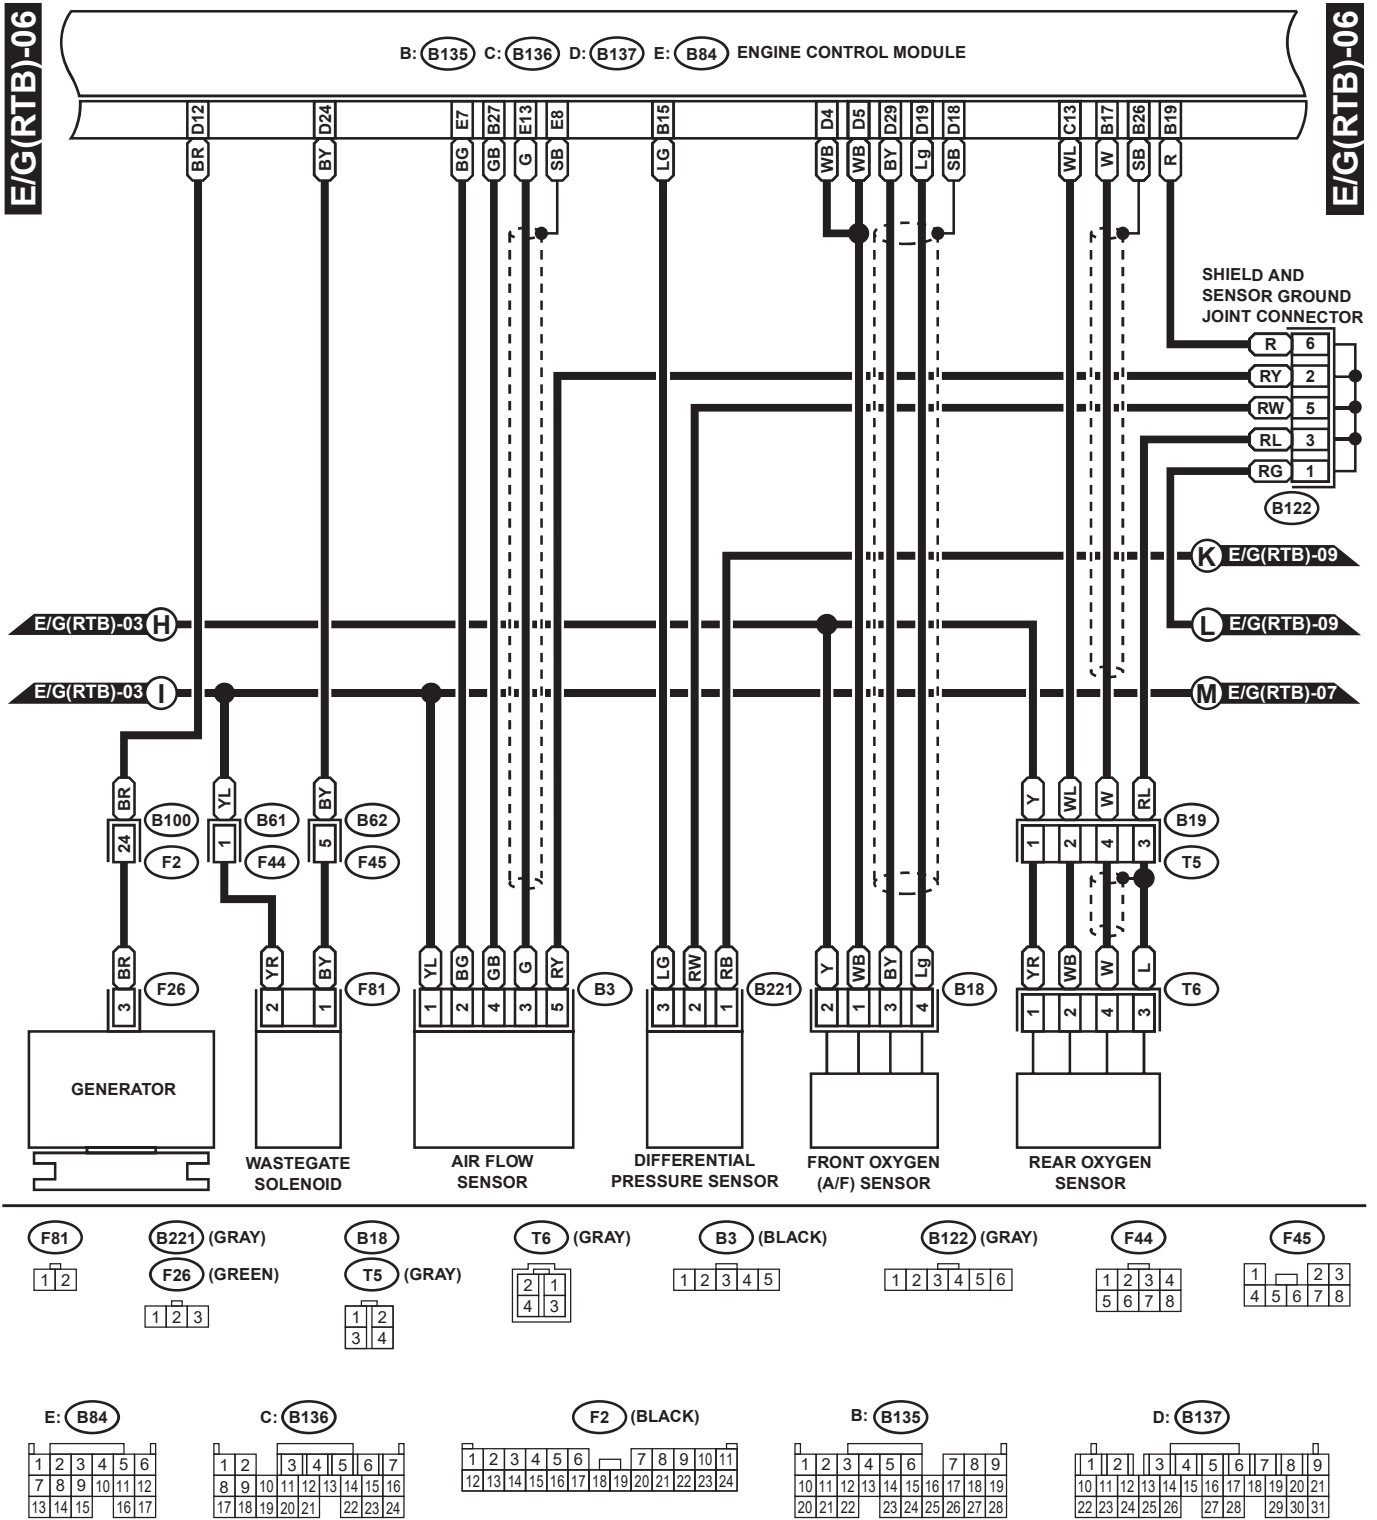 E/G(RTB)-06
E/G(RTB)-06
B: B135 C: B136 D: B137 E: B84 ENGINE CONTROL MODULE
D12 D24 E7 B27 E13 E8 B15 D4 D5 D29 D19 D18 C13 B17 B26 B19
BR BY BG GB G SB LG WB WB BY Lg SB WL W SB R
SHIELD AND
SENSOR GROUND
JOINT CONNECTOR
R 6
RY 2
RW 5
RL 3
RG 1
B122
K E/G(RTB)-09
E/G(RTB)-03 H
L E/G(RTB)-09
E/G(RTB)-03 I
M E/G(RTB)-07
BR YL BY Y WL W RL
B100 B61 B62 B19
24 1 5 1 2 4 3
F2 F44 F45 T5
BR YR BY YL BG GB G RY LG RW RB Y WB BY Lg YR WB W L
F26 F81 B3 B221 B18 T6
3 2 1 1 2 4 3 5 3 2 1 2 1 3 4 1 2 4 3
GENERATOR
WASTEGATE
SOLENOID
AIR FLOW
SENSOR
DIFFERENTIAL
PRESSURE SENSOR
FRONT OXYGEN
(A/F) SENSOR
REAR OXYGEN
SENSOR
F81
1 2
B221 (GRAY)
F26 (GREEN)
1 2 3
B18
T5 (GRAY)
1 2
3 4
T6 (GRAY)
2 1
4 3
B3 (BLACK)
1 2 3 4 5
B122 (GRAY)
1 2 3 4 5 6
F44
1 2 3 4
5 6 7 8
F45
1 2 3
4 5 6 7 8
E: B84
1 2 3 4 5 6
7 8 9 10 11 12
13 14 15 16 17
C: B136
1 2 3 4 5 6 7
8 9 10 11 12 13 14 15 16
17 18 19 20 21 22 23 24
F2 (BLACK)
1 2 3 4 5 6 7 8 9 10 11
12 13 14 15 16 17 18 19 20 21 22 23 24
B: B135
1 2 3 4 5 6 7 8 9
10 11 12 13 14 15 16 17 18 19
20 21 22 23 24 25 26 27 28
D: B137
1 2 3 4 5 6 7 8 9
10 11 12 13 14 15 16 17 18 19 20 21
22 23 24 25 26 27 28 29 30 31